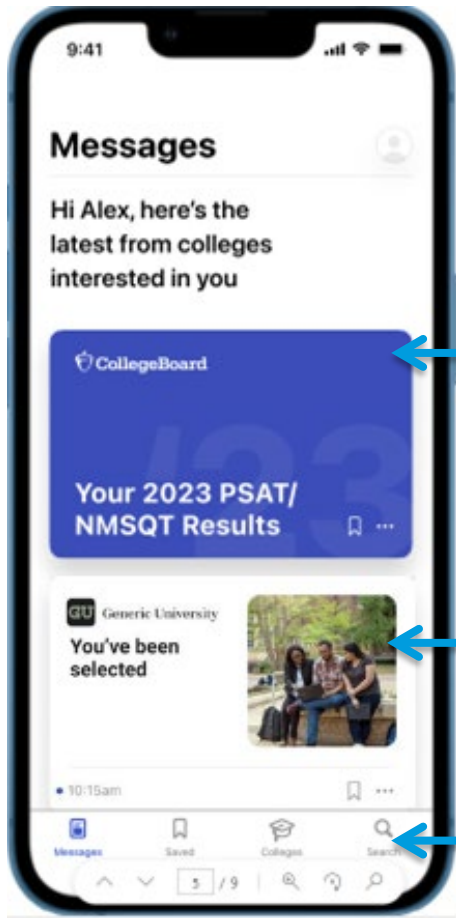 9:41
Messages
Hi Alex, here's the
latest from colleges
interested in you
CollegeBoard
'23
Your 2023 PSAT/
NMSQT Results
GU Generic University
You've been
selected
10:15am
Messages Saved Colleges Search
5 / 9